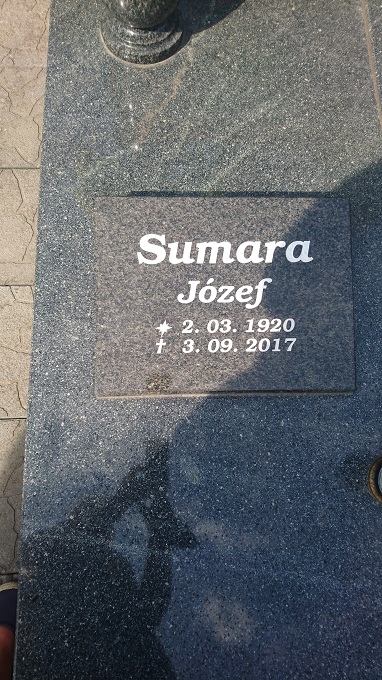 Sumara
Józef
✴ 2. 03. 1920
† 3. 09. 2017